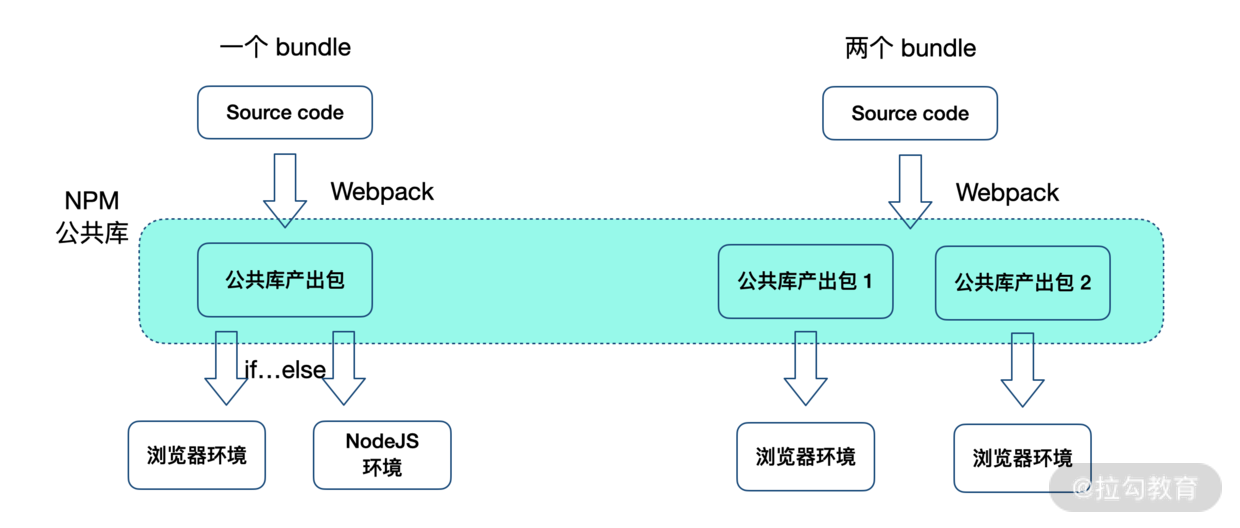 一个 bundle
Source code
Webpack
NPM
公共库
公共库产出包
if...else
浏览器环境
NodeJS
环境
两个 bundle
Source code
Webpack
公共库产出包 1
公共库产出包 2
浏览器环境
浏览器环境
@拉勾教育